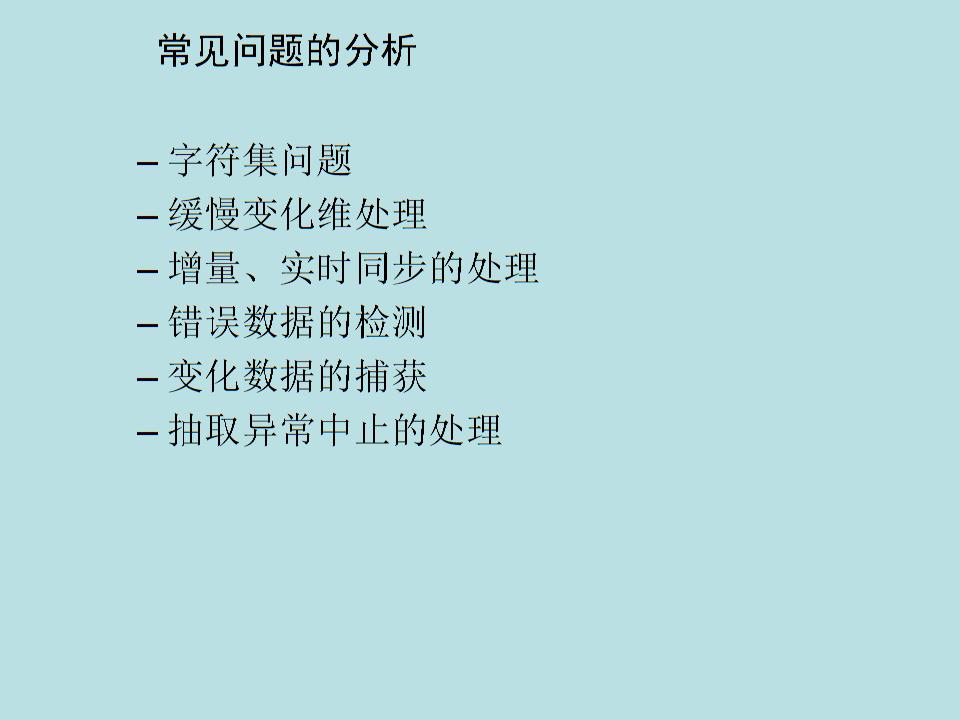 常见问题的分析
– 字符集问题
– 缓慢变化维处理
– 增量、实时同步的处理
– 错误数据的检测
– 变化数据的捕获
– 抽取异常中止的处理